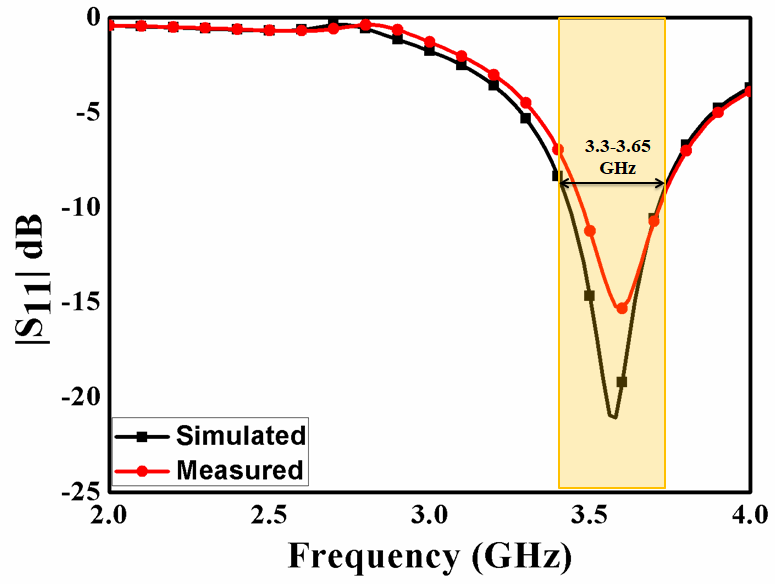 0
-5
-10
-15
-20
-25
|S11| dB
3.3-3.65
GHz
Simulated
Measured
2.0 2.5 3.0 3.5 4.0
Frequency (GHz)